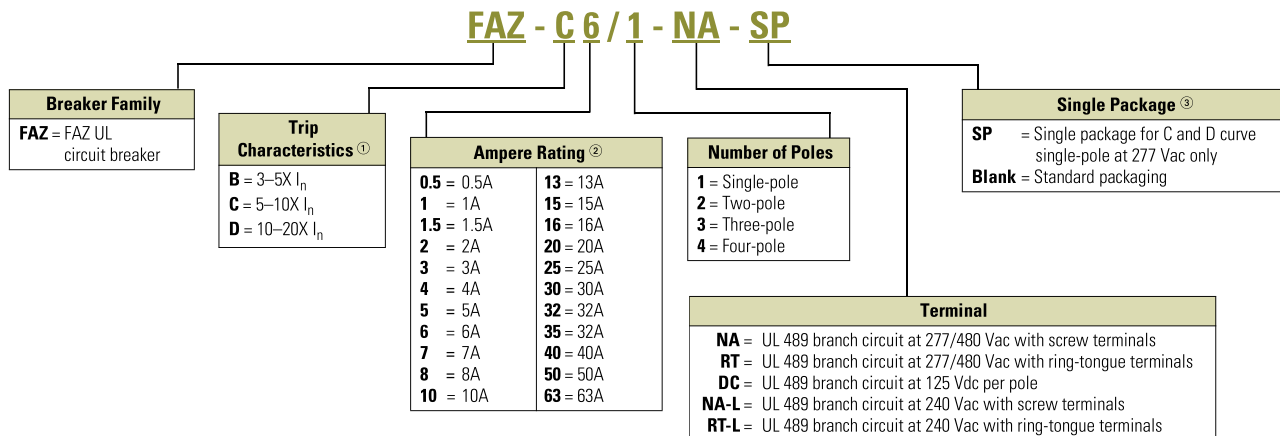 FAZ - C 6 / 1 - NA - SP
Breaker Family
FAZ = FAZ UL
circuit breaker
Trip
Characteristics ①
B = 3–5X In
C = 5–10X In
D = 10–20X In
Ampere Rating ②
0.5 = 0.5A
1 = 1A
1.5 = 1.5A
2 = 2A
3 = 3A
4 = 4A
5 = 5A
6 = 6A
7 = 7A
8 = 8A
10 = 10A
13 = 13A
15 = 15A
16 = 16A
20 = 20A
25 = 25A
30 = 30A
32 = 32A
35 = 32A
40 = 40A
50 = 50A
63 = 63A
Number of Poles
1 = Single-pole
2 = Two-pole
3 = Three-pole
4 = Four-pole
Terminal
NA = UL 489 branch circuit at 277/480 Vac with screw terminals
RT = UL 489 branch circuit at 277/480 Vac with ring-tongue terminals
DC = UL 489 branch circuit at 125 Vdc per pole
NA-L = UL 489 branch circuit at 240 Vac with screw terminals
RT-L = UL 489 branch circuit at 240 Vac with ring-tongue terminals
Single Package ③
SP = Single package for C and D curve
single-pole at 277 Vac only
Blank = Standard packaging